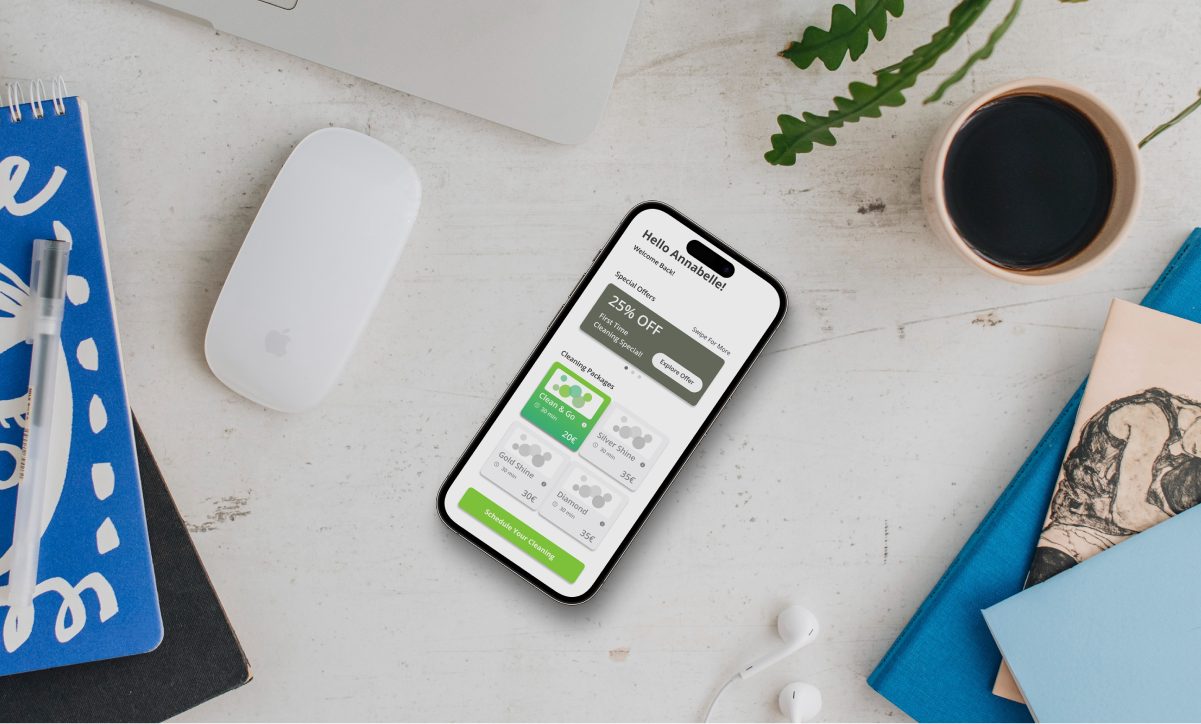 Hello Annabelle!
Welcome Back!
Special Offers
Swipe For More
25% OFF
First Time
Cleaning Special!
Explore Offer
Cleaning Packages
Clean & Go
30 min
20€
Silver Shine
30 min
35€
Gold Shine
30 min
30€
Diamond
30 min
35€
Schedule Your Cleaning